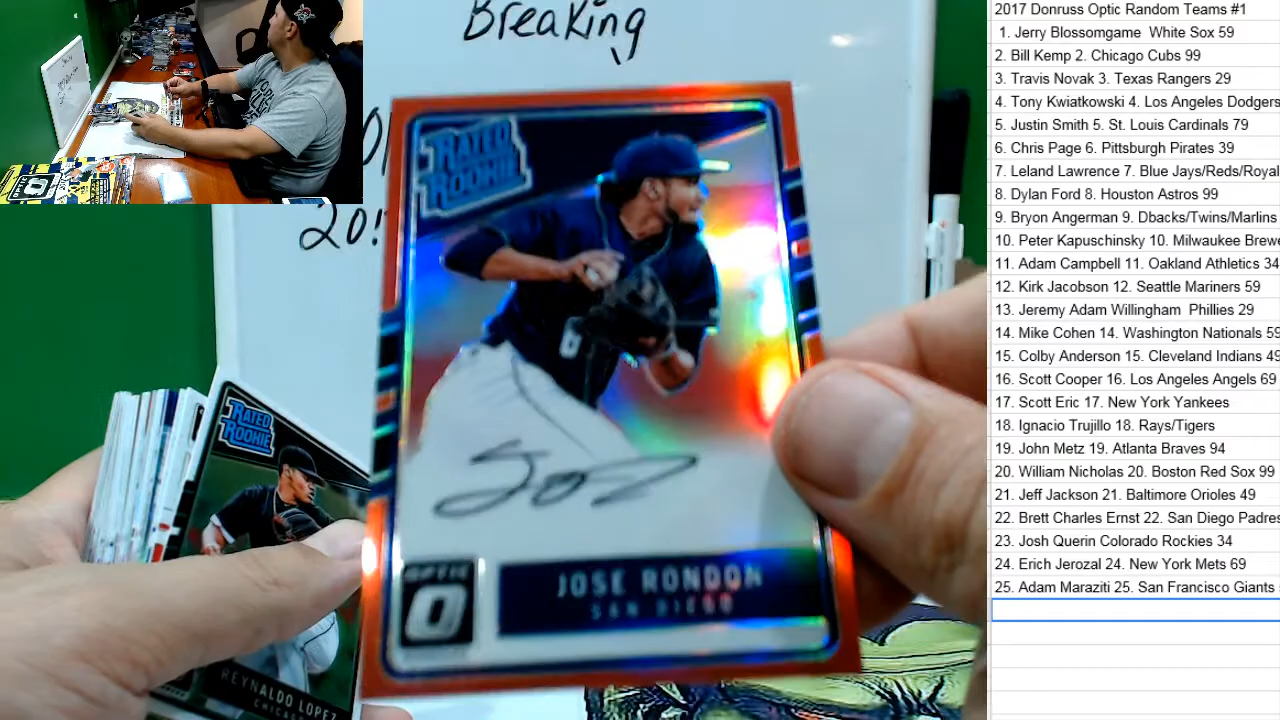 Breaking
20
RATED
ROOKIE
OPTIC
JOSE RONDON
SAN DIEGO
RATED
ROOKIE
REYNALDO LOPEZ
2017 Donruss Optic Random Teams #1
1. Jerry Blossomgame White Sox 59
2. Bill Kemp 2. Chicago Cubs 99
3. Travis Novak 3. Texas Rangers 29
4. Tony Kwiatkowski 4. Los Angeles Dodgers
5. Justin Smith 5. St. Louis Cardinals 79
6. Chris Page 6. Pittsburgh Pirates 39
7. Leland Lawrence 7. Blue Jays/Reds/Royal
8. Dylan Ford 8. Houston Astros 99
9. Bryon Angerman 9. Dbacks/Twins/Marlins
10. Peter Kapuschinsky 10. Milwaukee Brewe
11. Adam Campbell 11. Oakland Athletics 34
12. Kirk Jacobson 12. Seattle Mariners 59
13. Jeremy Adam Willingham Phillies 29
14. Mike Cohen 14. Washington Nationals 59
15. Colby Anderson 15. Cleveland Indians 49
16. Scott Cooper 16. Los Angeles Angels 69
17. Scott Eric 17. New York Yankees
18. Ignacio Trujillo 18. Rays/Tigers
19. John Metz 19. Atlanta Braves 94
20. William Nicholas 20. Boston Red Sox 99
21. Jeff Jackson 21. Baltimore Orioles 49
22. Brett Charles Ernst 22. San Diego Padres
23. Josh Querin Colorado Rockies 34
24. Erich Jerozal 24. New York Mets 69
25. Adam Maraziti 25. San Francisco Giants